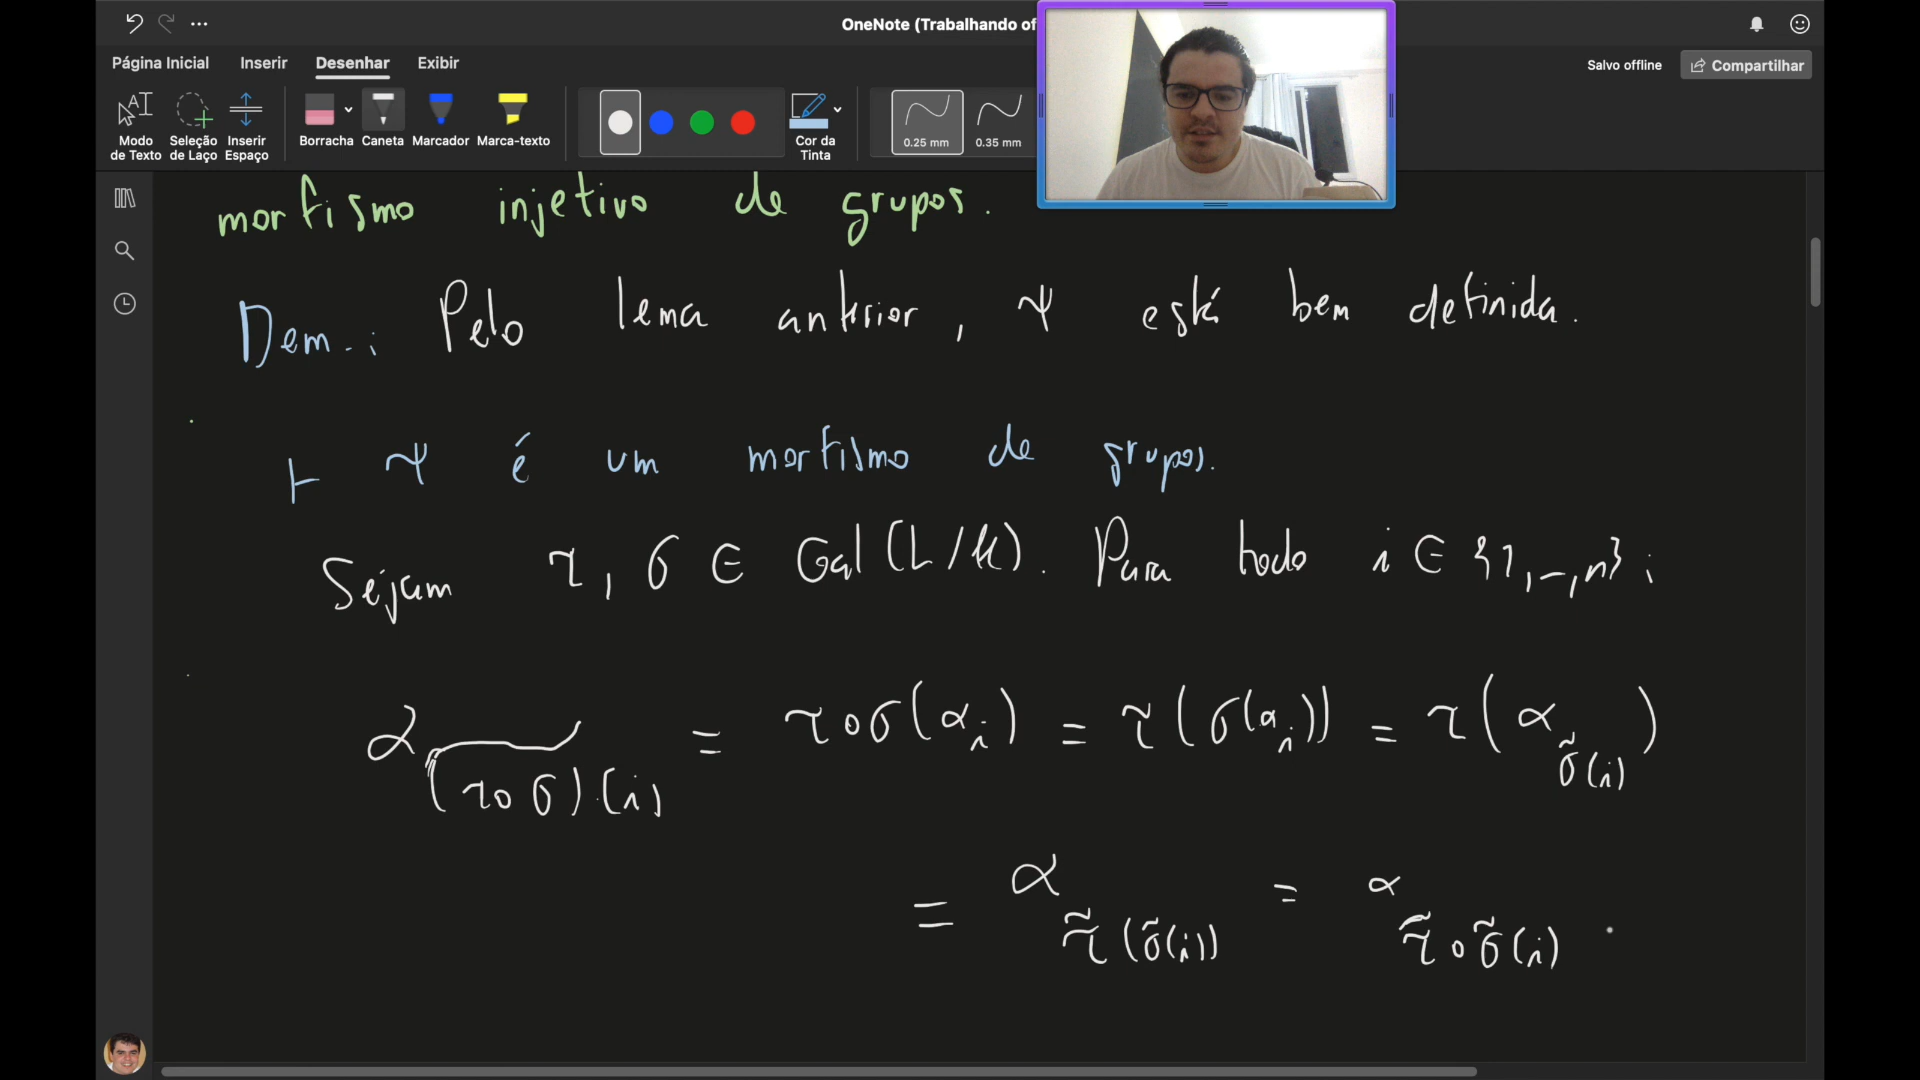 OneNote (Trabalhando of
Página Inicial Inserir Desenhar Exibir
Salvo offline Compartilhar
Modo de Texto
Seleção de Laço
Inserir Espaço
Borracha Caneta Marcador Marca-texto
Cor da Tinta
0.25 mm 0.35 mm
morfismo injetivo de grupos.
Dem.: Pelo lema anterior, Ψ está bem definida.
⊢ Ψ é um morfismo de grupos.
Sejam τ, σ ∈ Gal(L/K). Para todo i ∈ {1,…,n}:
α_{\widetilde{(τ∘σ)}(i)} = τ∘σ(α_i) = τ(σ(α_i)) = τ(α_{σ̃(i)})
= α_{τ̃(σ̃(i))} = α_{τ̃∘σ̃(i)}.